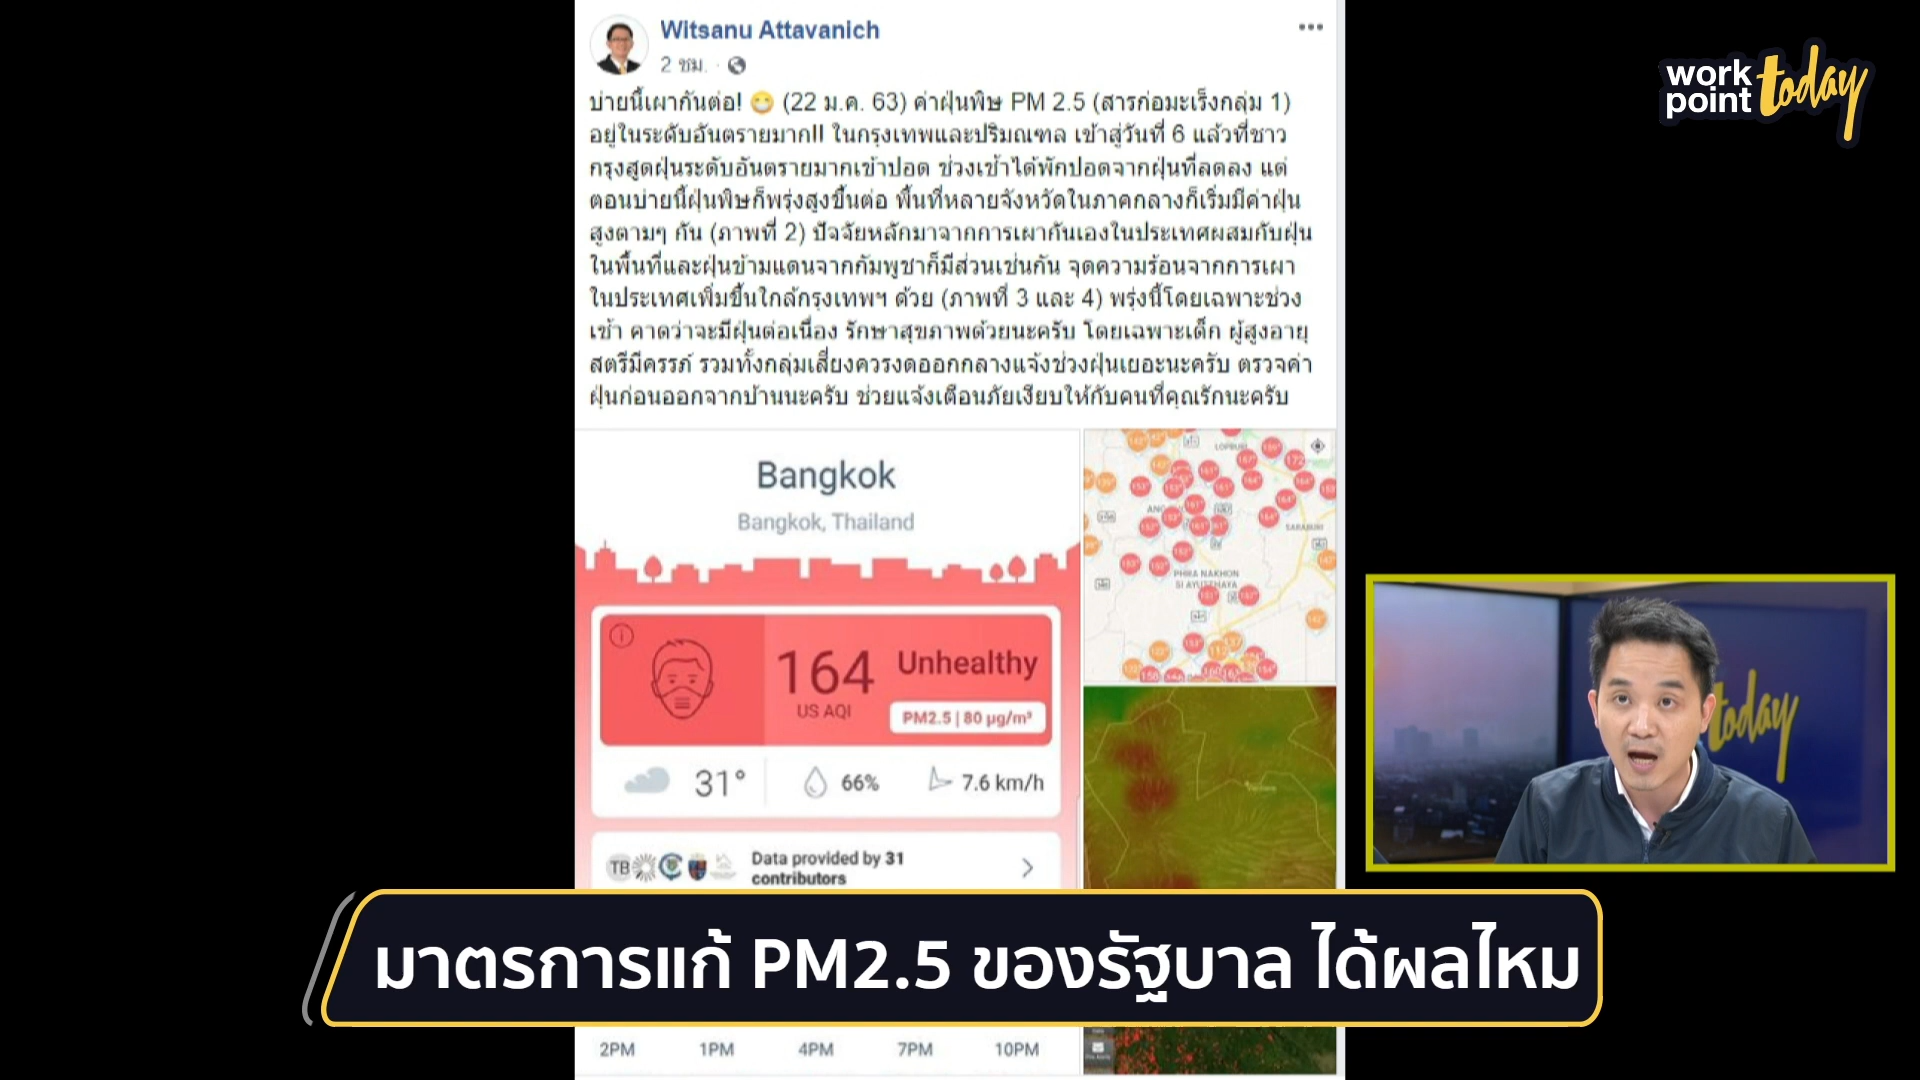 Witsanu Attavanich
2 ชม.
work
point
today
บ่ายนี้เผากันต่อ! 😷 (22 ม.ค. 63) ค่าฝุ่นพิษ PM 2.5 (สารก่อมะเร็งกลุ่ม 1)
อยู่ในระดับอันตรายมาก!! ในกรุงเทพและปริมณฑล เข้าสู่วันที่ 6 แล้วที่ชาว
กรุงสูดฝุ่นระดับอันตรายมากเข้าปอด ช่วงเช้าได้พักปอดจากฝุ่นที่ลดลง แต่
ตอนบ่ายนี้ฝุ่นพิษก็พรุ่งสูงขึ้นต่อ พื้นที่หลายจังหวัดในภาคกลางก็เริ่มมีค่าฝุ่น
สูงตามๆ กัน (ภาพที่ 2) ปัจจัยหลักมาจากการเผากันเองในประเทศผสมกับฝุ่น
ในพื้นที่และฝุ่นข้ามแดนจากกัมพูชาก็มีส่วนเช่นกัน จุดความร้อนจากการเผา
ในประเทศเพิ่มขึ้นใกล้กรุงเทพฯ ด้วย (ภาพที่ 3 และ 4) พรุ่งนี้โดยเฉพาะช่วง
เช้า คาดว่าจะมีฝุ่นต่อเนื่อง รักษาสุขภาพด้วยนะครับ โดยเฉพาะเด็ก ผู้สูงอายุ
สตรีมีครรภ์ รวมทั้งกลุ่มเสี่ยงควรงดออกกลางแจ้งช่วงฝุ่นเยอะนะครับ ตรวจค่า
ฝุ่นก่อนออกจากบ้านนะครับ ช่วยแจ้งเตือนภัยเงียบให้กับคนที่คุณรักนะครับ
Bangkok
Bangkok, Thailand
164
US AQI
Unhealthy
PM2.5 | 80 µg/m³
31°
66%
7.6 km/h
TB
Data provided by 31
contributors
LOPBURI
SARABURI
PHRA NAKHON
SI AYUTTHAYA
today
มาตรการแก้ PM2.5 ของรัฐบาล ได้ผลไหม
2PM
1PM
4PM
7PM
10PM